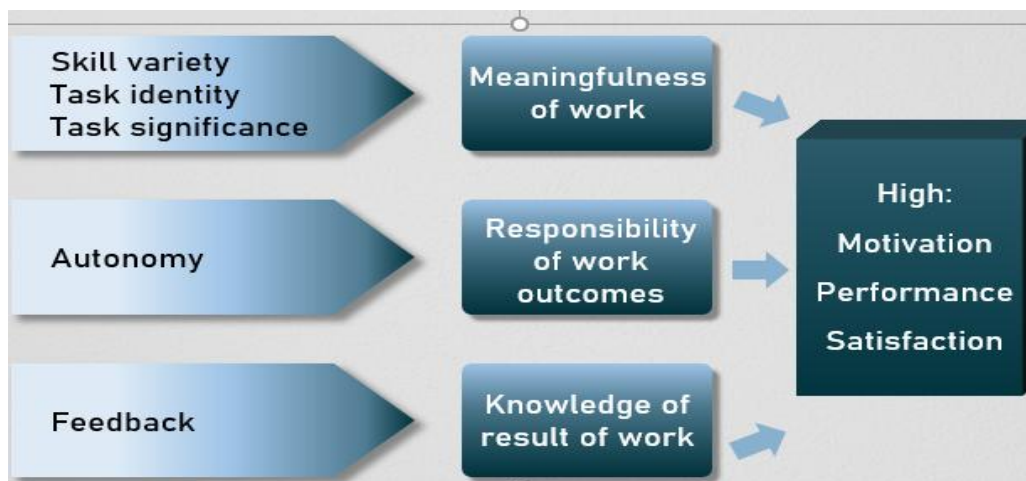 Skill variety
Task identity
Task significance
Meaningfulness
of work
Autonomy
Responsibility
of work
outcomes
Feedback
Knowledge of
result of work
High:
Motivation
Performance
Satisfaction